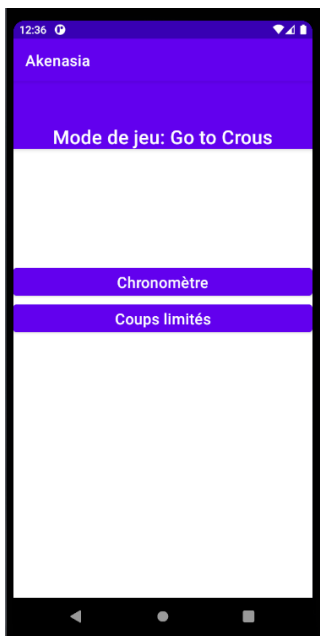 12:36
Akenasia
Mode de jeu: Go to Crous
Chronomètre
Coups limités